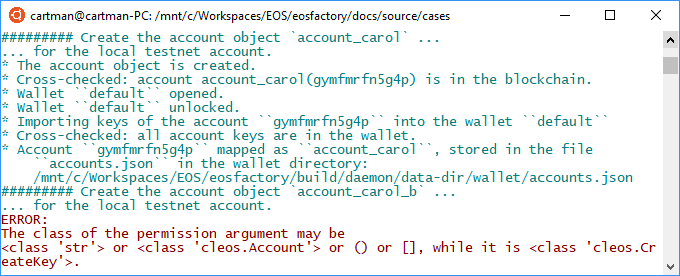 cartman@cartman-PC: /mnt/c/Workspaces/EOS/eosfactory/docs/source/cases
######### Create the account object `account_carol` ...
... for the local testnet account.
* The account object is created.
* Cross-checked: account account_carol(gymfmrfn5g4p) is in the blockchain.
* Wallet ``default`` opened.
* Wallet ``default`` unlocked.
* Importing keys of the account ``gymfmrfn5g4p`` into the wallet ``default``
* Cross-checked: all account keys are in the wallet.
* Account ``gymfmrfn5g4p`` mapped as ``account_carol``, stored in the file
``accounts.json`` in the wallet directory:
/mnt/c/Workspaces/EOS/eosfactory/build/daemon/data-dir/wallet/accounts.json
######### Create the account object `account_carol_b` ...
... for the local testnet account.
ERROR:
The class of the permission argument may be
<class 'str'> or <class 'cleos.Account'> or () or [], while it is <class 'cleos.Cr
eateKey'>.